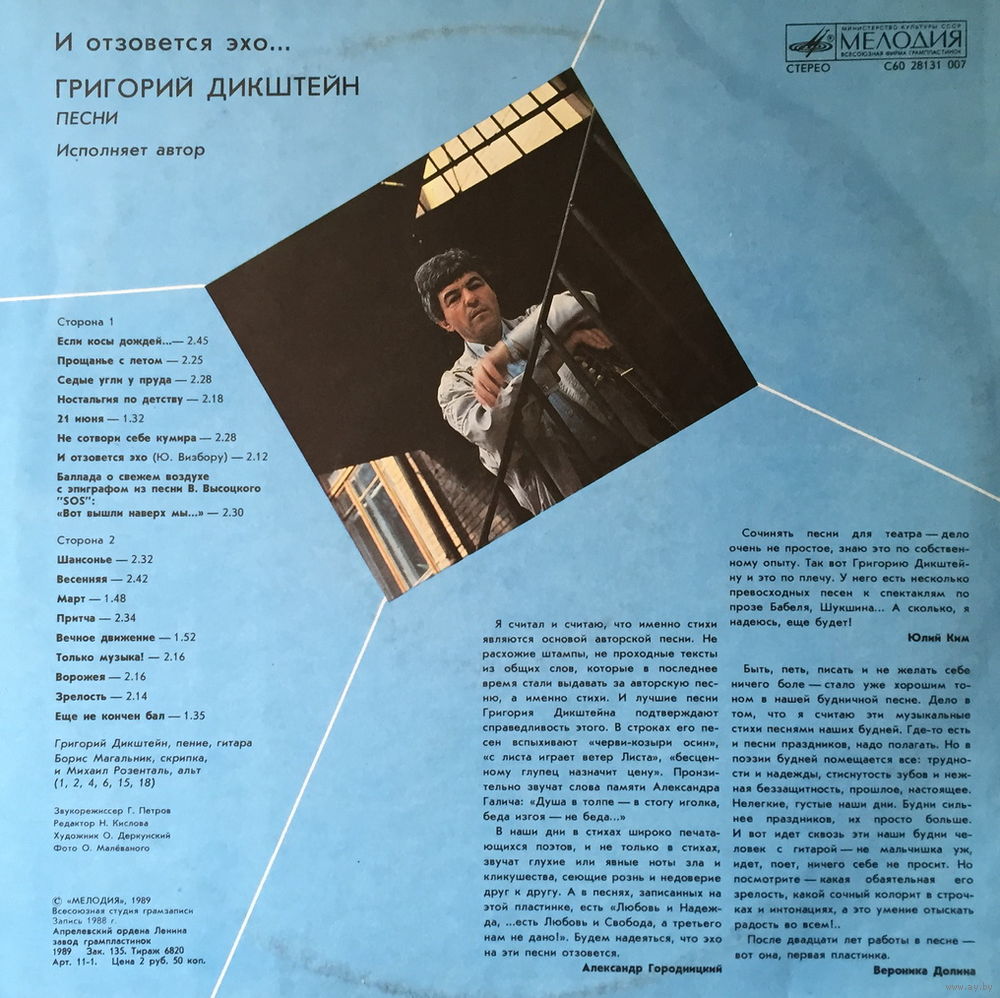 И отзовется эхо...
ГРИГОРИЙ ДИКШТЕЙН
ПЕСНИ
Исполняет автор
МИНИСТЕРСТВО КУЛЬТУРЫ СССР
МЕЛОДИЯ
ВСЕСОЮЗНАЯ ФИРМА ГРАМПЛАСТИНОК
СТЕРЕО С60 28131 007
Сторона 1
Если косы дождей...— 2.45
Прощанье с летом — 2.25
Седые угли у пруда — 2.28
Ностальгия по детству — 2.18
21 июня — 1.32
Не сотвори себе кумира — 2.28
И отзовется эхо (Ю. Визбору) — 2.12
Баллада о свежем воздухе
с эпиграфом из песни В. Высоцкого
"SOS":
«Вот вышли наверх мы...» — 2.30
Сторона 2
Шансонье — 2.32
Весенняя — 2.42
Март — 1.48
Притча — 2.34
Вечное движение — 1.52
Только музыка! — 2.16
Ворожея — 2.16
Зрелость — 2.14
Еще не кончен бал — 1.35
Григорий Дикштейн, пение, гитара
Борис Магальник, скрипка,
и Михаил Розенталь, альт
(1, 2, 4, 6, 15, 18)
Звукорежиссер Г. Петров
Редактор Н. Кислова
Художник О. Деркунский
Фото О. Малёваного
© «МЕЛОДИЯ», 1989
Всесоюзная студия грамзаписи
Запись 1988 г.
Апрелевский ордена Ленина
завод грампластинок
1989 Зак. 135. Тираж 6820
Арт. 11-1. Цена 2 руб. 50 коп.
Я считал и считаю, что именно стихи
являются основой авторской песни. Не
расхожие штампы, не проходные тексты
из общих слов, которые в последнее
время стали выдавать за авторскую пес-
ню, а именно стихи. И лучшие песни
Григория Дикштейна подтверждают
справедливость этого. В строках его пе-
сен вспыхивают «черви-козыри осин»,
«с листа играет ветер Листа», «бесцен-
ному глупец назначит цену». Пронзи-
тельно звучат слова памяти Александра
Галича: «Душа в толпе — в стогу иголка,
беда изгоя — не беда...»
В наши дни в стихах широко печата-
ющихся поэтов, и не только в стихах,
звучат глухие или явные ноты зла и
кликушества, сеющие рознь и недоверие
друг к другу. А в песнях, записанных на
этой пластинке, есть «Любовь и Надеж-
да, ...есть Любовь и Свобода, а третьего
нам не дано!». Будем надеяться, что эхо
на эти песни отзовется.
Александр Городницкий
Сочинять песни для театра — дело
очень не простое, знаю это по собствен-
ному опыту. Так вот Григорию Дикштей-
ну и это по плечу. У него есть несколько
превосходных песен к спектаклям по
прозе Бабеля, Шукшина... А сколько, я
надеюсь, еще будет!
Юлий Ким
Быть, петь, писать и не желать себе
ничего боле — стало уже хорошим то-
ном в нашей будничной песне. Дело в
том, что я считаю эти музыкальные
стихи песнями наших будней. Где-то есть
и песни праздников, надо полагать. Но в
поэзии будней помещается все: трудно-
сти и надежды, стиснутость зубов и неж-
ная беззащитность, прошлое, настоящее.
Нелегкие, густые наши дни. Будни силь-
нее праздников, их просто больше.
И вот идет сквозь эти наши будни че-
ловек с гитарой — не мальчишка уж,
идет, поет, ничего себе не просит. Но
посмотрите — какая обаятельная его
зрелость, какой сочный колорит в строч-
ках и интонациях, а это умение отыскать
радость во всем!..
После двадцати лет работы в песне —
вот она, первая пластинка.
Вероника Долина
www.ay.by